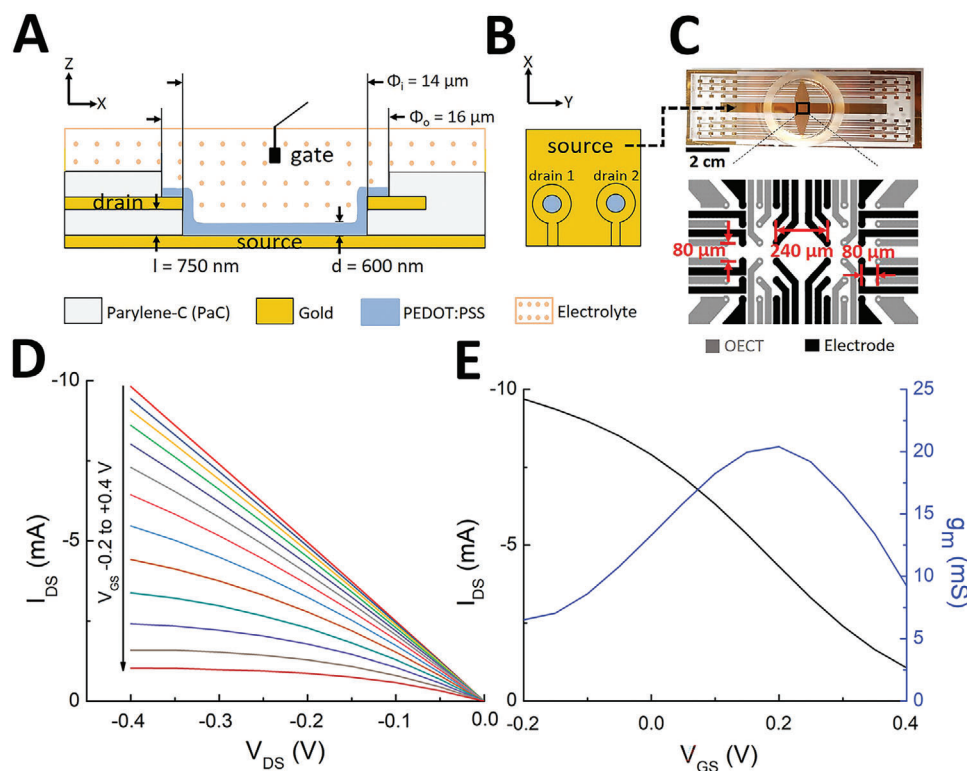 A
Z
X
Φi = 14 µm
Φo = 16 µm
gate
drain
source
l = 750 nm
d = 600 nm
Parylene-C (PaC)
Gold
PEDOT:PSS
Electrolyte
B
X
Y
source
drain 1
drain 2
C
2 cm
80 µm
240 µm
80 µm
OECT
Electrode
D
-10
-5
0
IDS (mA)
VGS -0.2 to +0.4 V
-0.4
-0.3
-0.2
-0.1
0.0
VDS (V)
E
-10
-5
0
IDS (mA)
-0.2
0.0
0.2
0.4
VGS (V)
25
20
15
10
5
0
gm (mS)